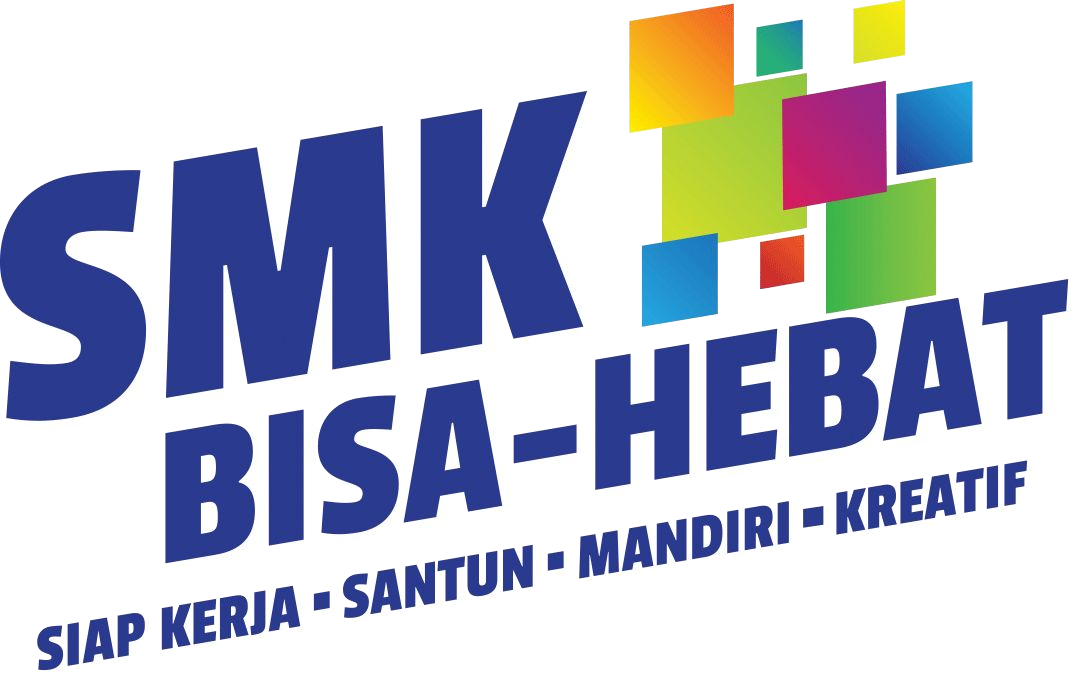 SMK
BISA-HEBAT
SIAP KERJA ▪ SANTUN ▪ MANDIRI ▪ KREATIF